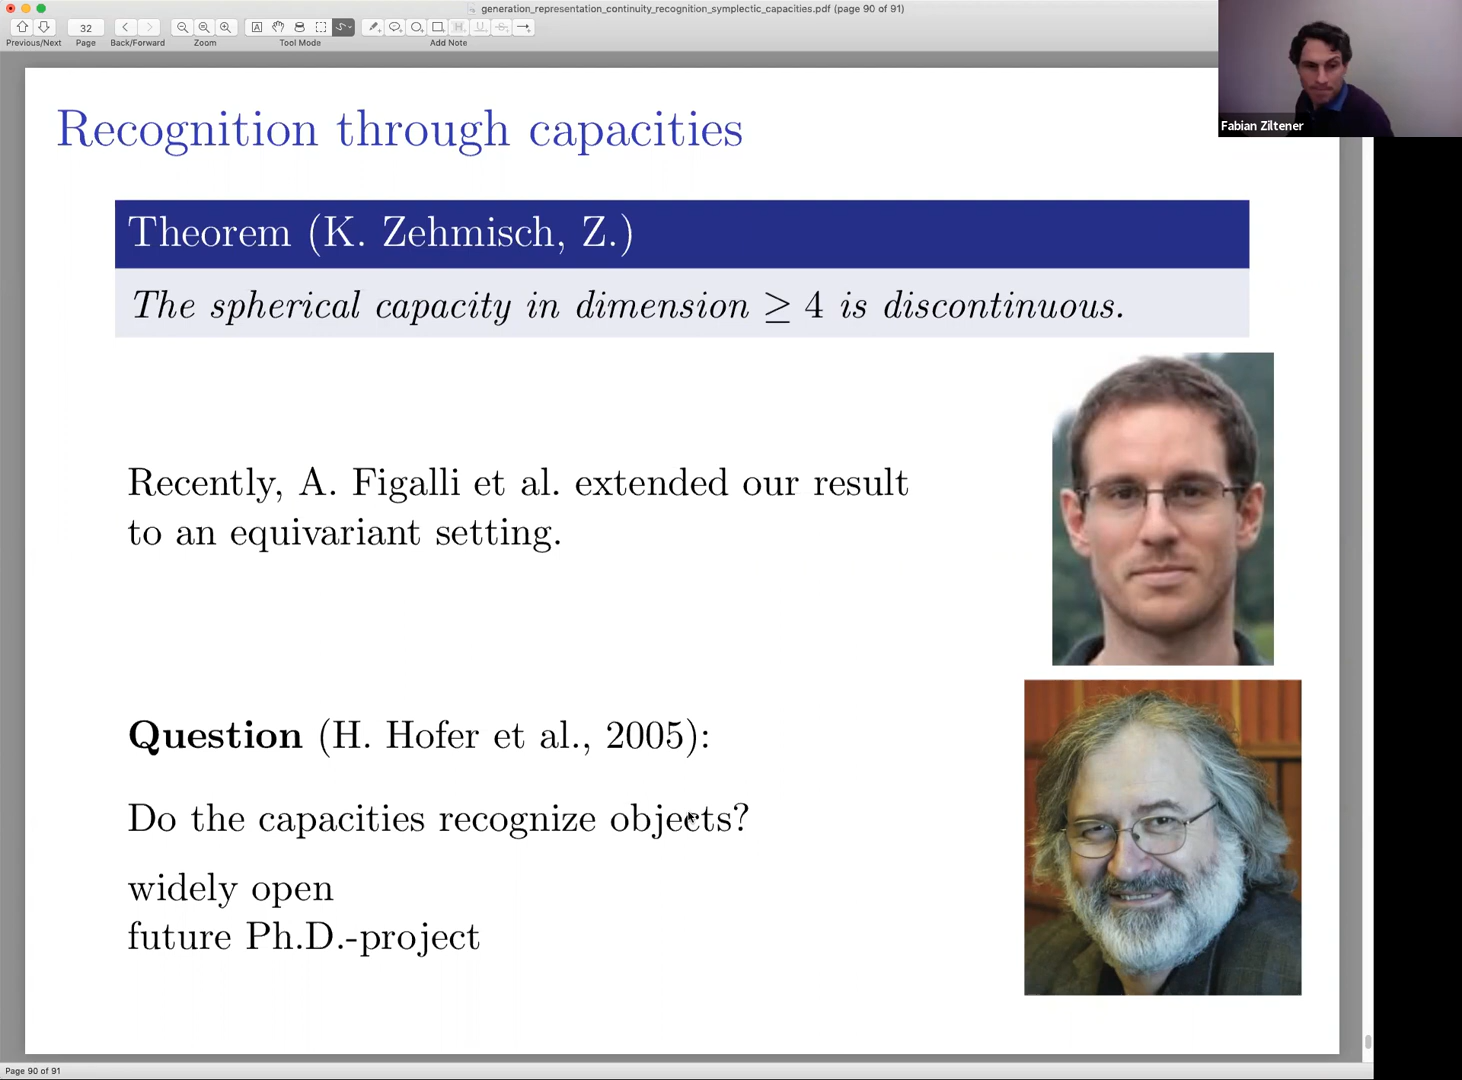 generation_representation_continuity_recognition_symplectic_capacities.pdf (page 90 of 91)
32
Previous/Next Page Back/Forward Zoom Tool Mode Add Note
Fabian Ziltener
Recognition through capacities
Theorem (K. Zehmisch, Z.)
The spherical capacity in dimension ≥ 4 is discontinuous.
Recently, A. Figalli et al. extended our result
to an equivariant setting.
Question (H. Hofer et al., 2005):
Do the capacities recognize objects?
widely open
future Ph.D.-project
Page 90 of 91